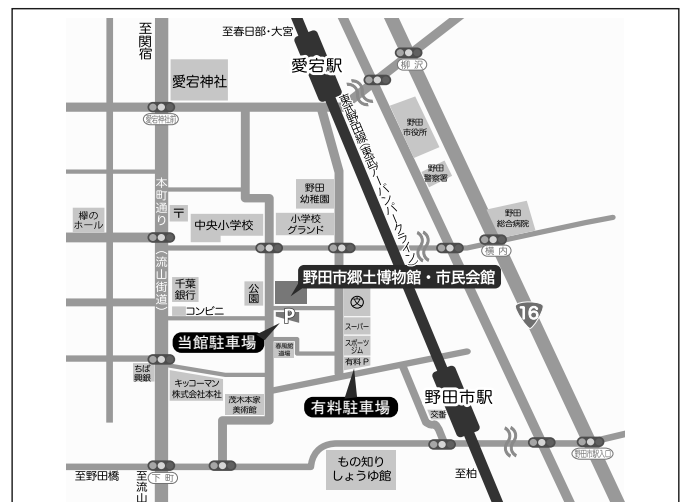 至関宿
至春日部・大宮
愛宕駅
愛宕神社
柳沢
愛宕神社前
東武野田線（東武アーバンパークライン）
野田
市役所
野田
警察署
本町通り（流山街道）
野田
幼稚園
欅の
ホール
〒
中央小学校
小学校
グランド
野田
総合病院
横内
野田市郷土博物館・市民会館
千葉
銀行
公園
コンビニ
P
文
16
スーパー
当館駐車場
春風館
道場
スポーツ
ジム
有料P
ちば
興銀
キッコーマン
株式会社本社
茂木本家
美術館
有料駐車場
野田市駅
交番
野田市駅入口
もの知り
しょうゆ館
至野田橋
至流山
下町
至柏